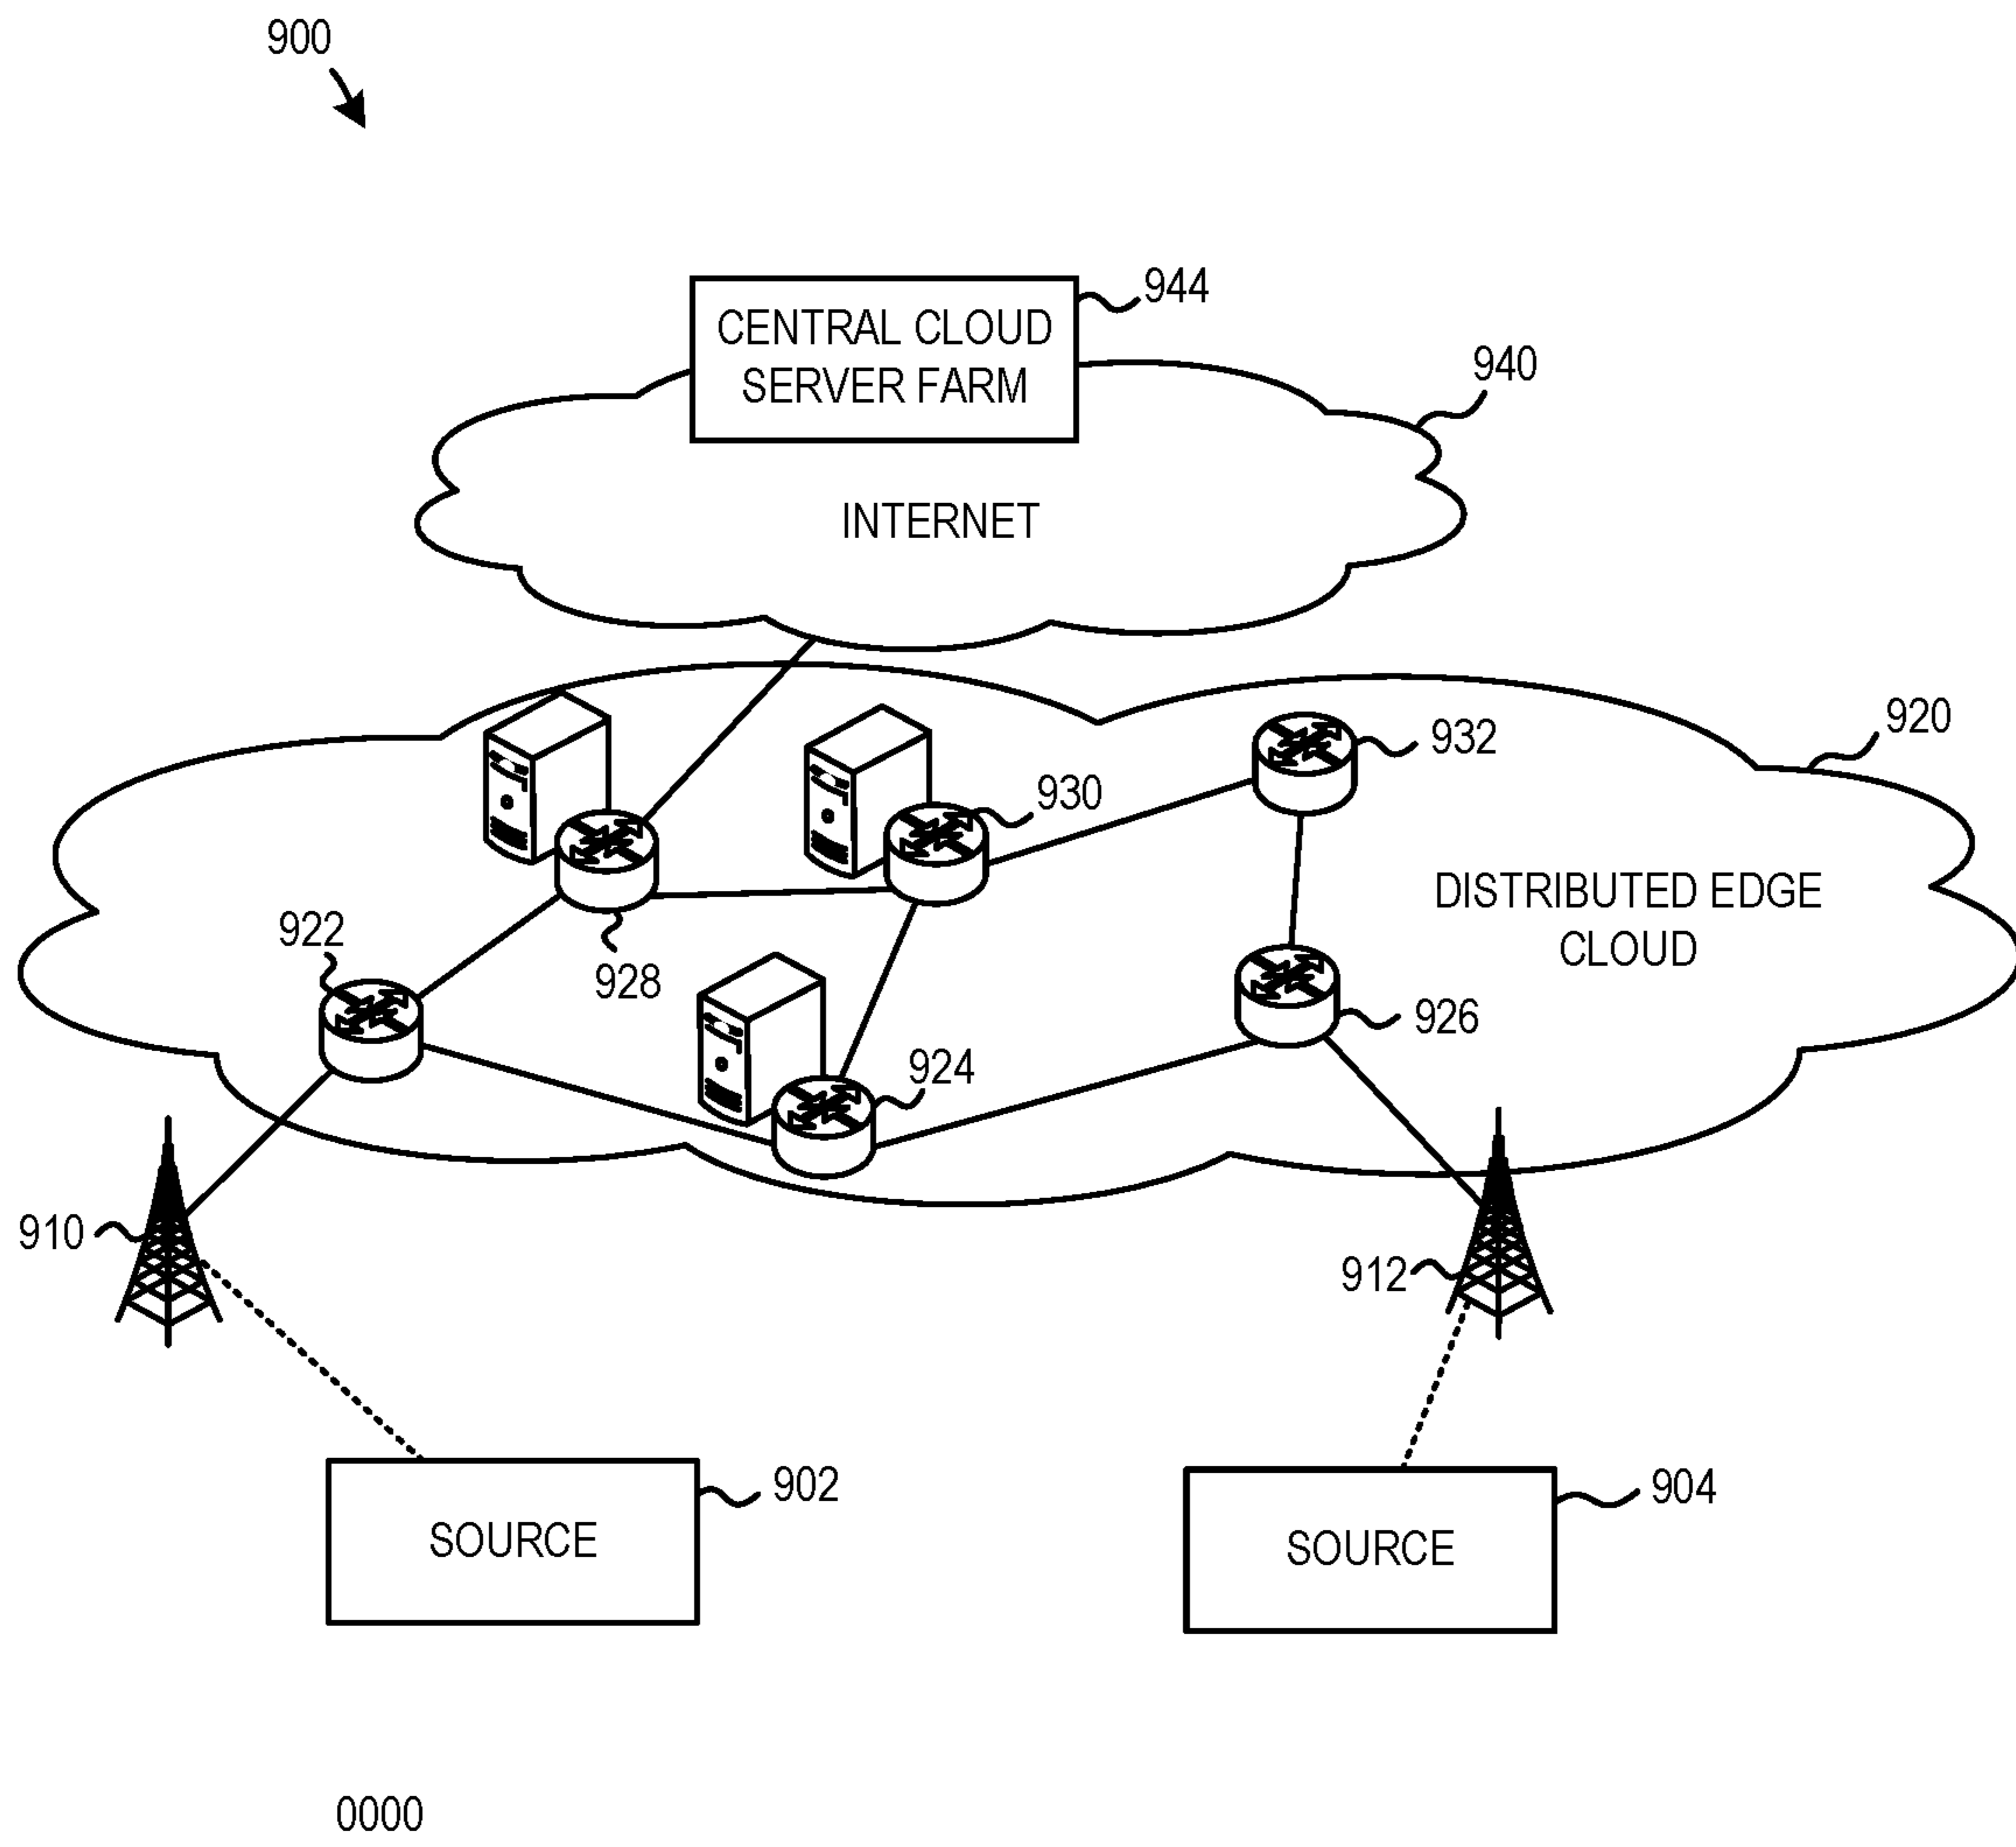 900
944
CENTRAL CLOUD
SERVER FARM
940
INTERNET
920
932
930
DISTRIBUTED EDGE
CLOUD
922
928
926
924
910
912
902
SOURCE
904
SOURCE
0000